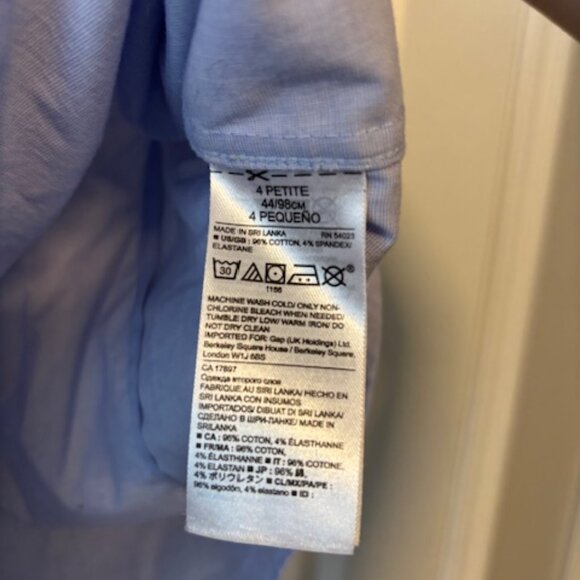 4 PETITE
44/98CM
4 PEQUEÑO
MADE IN SRI LANKA RN 54023
■ US/GB : 96% COTTON, 4% SPANDEX/
ELASTANE
30
1156
MACHINE WASH COLD/ ONLY NON-
CHLORINE BLEACH WHEN NEEDED/
TUMBLE DRY LOW/ WARM IRON/ DO
NOT DRY CLEAN
IMPORTED FOR: Gap (UK Holdings) Ltd.
Berkeley Square House / Berkeley Square,
London W1J 6BS
CA 17897
Одежда второго слоя
FABRIQUÉ AU SRI LANKA/ HECHO EN
SRI LANKA CON INSUMOS
IMPORTADOS/ DIBUAT DI SRI LANKA/
СДЕЛАНО В ШРИ-ЛАНКЕ/ MADE IN
SRILANKA
■ CA : 96% COTON, 4% ÉLASTHANNE
■ FR/MA : 96% COTON, 4%
ÉLASTHANNE ■ IT : 96% COTONE,
4% ELASTAN ■ JP : 96% 綿,
4% ポリウレタン ■ CL/MX/PA/PE :
96% algodón, 4% elastano ■ ID :